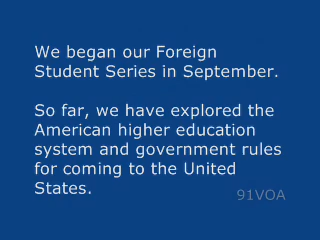 We began our Foreign
Student Series in September.
So far, we have explored the
American higher education
system and government rules
for coming to the United
States.
91VOA